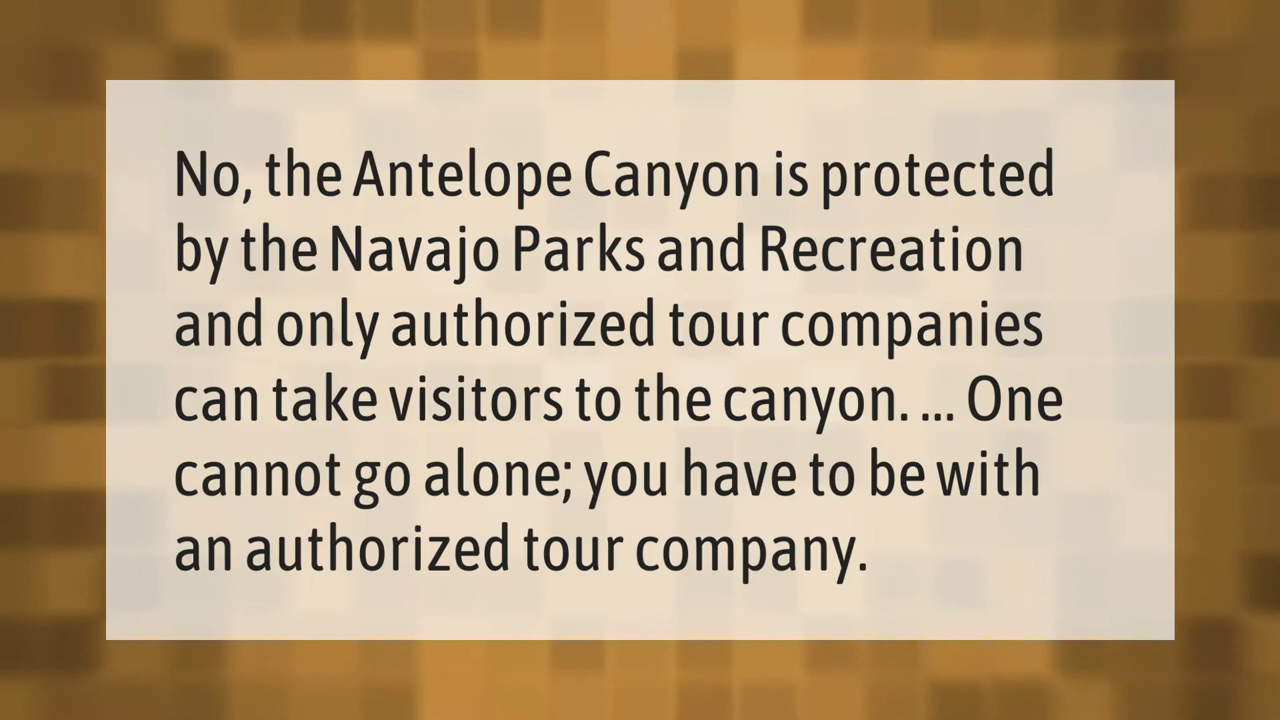 No, the Antelope Canyon is protected
by the Navajo Parks and Recreation
and only authorized tour companies
can take visitors to the canyon. ... One
cannot go alone; you have to be with
an authorized tour company.